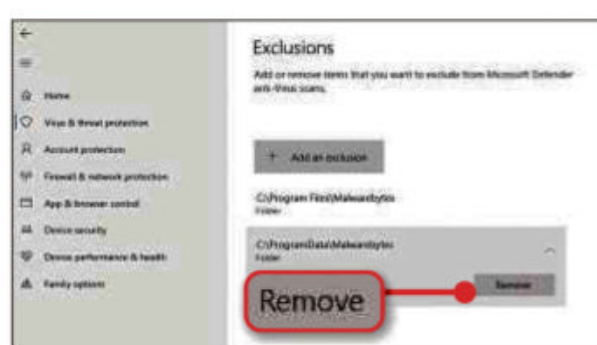 Exclusions
Add or remove items that you want to exclude from Microsoft Defender
anti-Virus scans.
Home
Virus & threat protection
Account protection
Firewall & network protection
App & browser control
Device security
Device performance & health
Family options
+ Add an exclusion
C:\Program Files\Malwarebytes
Folder
C:\ProgramData\Malwarebytes
Folder
Remove
Remove